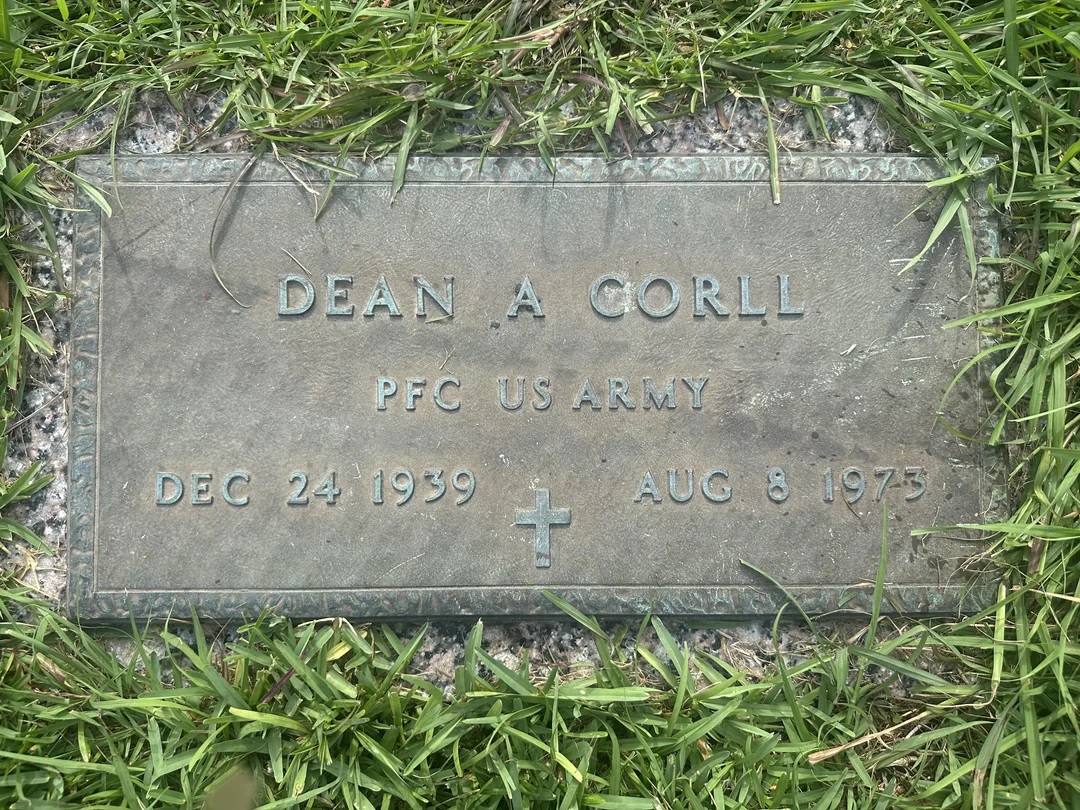 DEAN A CORLL
PFC US ARMY
DEC 24 1939 AUG 8 1973